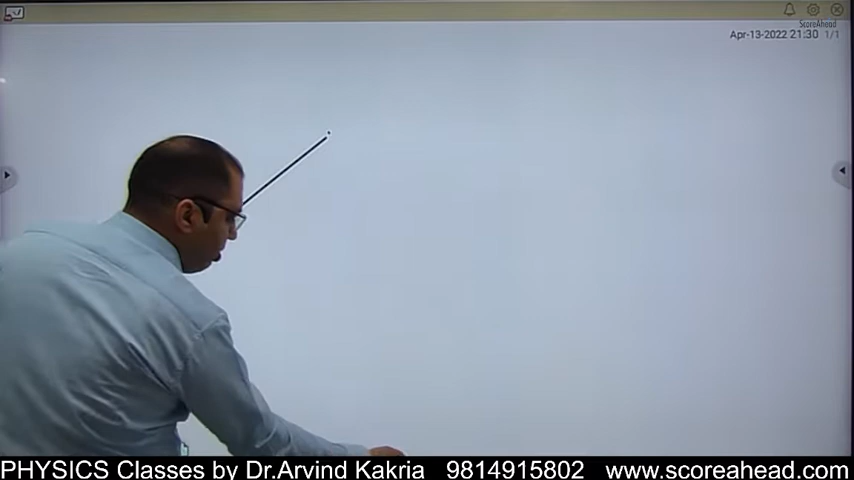 ScoreAhead
Apr-13-2022 21:30 1/1
PHYSICS Classes by Dr.Arvind Kakria 9814915802 www.scoreahead.com